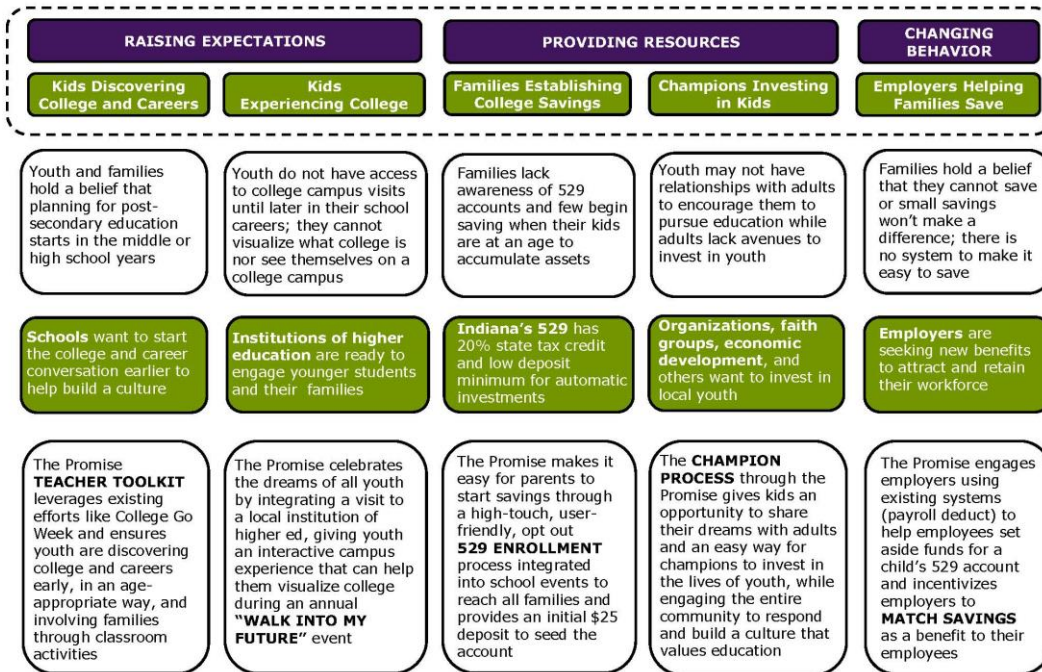 RAISING EXPECTATIONS
PROVIDING RESOURCES
CHANGING
BEHAVIOR
Kids Discovering
College and Careers
Kids
Experiencing College
Families Establishing
College Savings
Champions Investing
in Kids
Employers Helping
Families Save
Youth and families
hold a belief that
planning for post-
secondary education
starts in the middle or
high school years
Youth do not have access
to college campus visits
until later in their school
careers; they cannot
visualize what college is
nor see themselves on a
college campus
Families lack
awareness of 529
accounts and few begin
saving when their kids
are at an age to
accumulate assets
Youth may not have
relationships with adults
to encourage them to
pursue education while
adults lack avenues to
invest in youth
Families hold a belief
that they cannot save
or small savings
won't make a
difference; there is
no system to make it
easy to save
Schools want to start
the college and career
conversation earlier to
help build a culture
Institutions of higher
education are ready to
engage younger students
and their families
Indiana's 529 has
20% state tax credit
and low deposit
minimum for automatic
investments
Organizations, faith
groups, economic
development, and
others want to invest in
local youth
Employers are
seeking new benefits
to attract and retain
their workforce
The Promise
TEACHER TOOLKIT
leverages existing
efforts like College Go
Week and ensures
youth are discovering
college and careers
early, in an age-
appropriate way, and
involving families
through classroom
activities
The Promise celebrates
the dreams of all youth
by integrating a visit to
a local institution of
higher ed, giving youth
an interactive campus
experience that can help
them visualize college
during an annual
"WALK INTO MY
FUTURE" event
The Promise makes it
easy for parents to
start savings through
a high-touch, user-
friendly, opt out
529 ENROLLMENT
process integrated
into school events to
reach all families and
provides an initial $25
deposit to seed the
account
The CHAMPION
PROCESS through the
Promise gives kids an
opportunity to share
their dreams with adults
and an easy way for
champions to invest
in the lives of youth, while
engaging the entire
community to respond
and build a culture that
values education
The Promise engages
employers using
existing systems
(payroll deduct) to
help employees set
aside funds for a
child's 529 account
and incentivizes
employers to
MATCH SAVINGS
as a benefit to their
employees